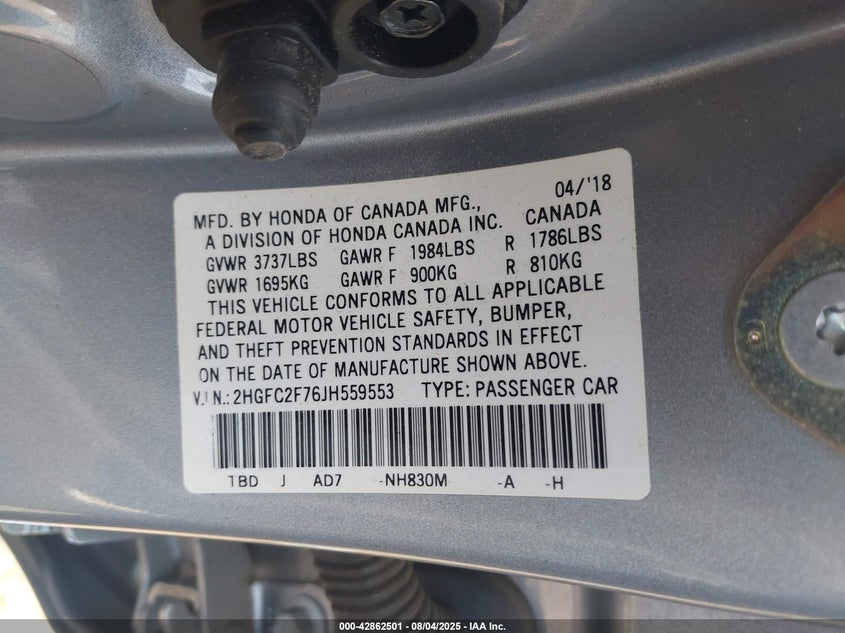 04/'18
MFD. BY HONDA OF CANADA MFG.,
A DIVISION OF HONDA CANADA INC. CANADA
GVWR 3737LBS GAWR F 1984LBS R 1786LBS
GVWR 1695KG GAWR F 900KG R 810KG
THIS VEHICLE CONFORMS TO ALL APPLICABLE
FEDERAL MOTOR VEHICLE SAFETY, BUMPER,
AND THEFT PREVENTION STANDARDS IN EFFECT
ON THE DATE OF MANUFACTURE SHOWN ABOVE.
V.I.N.: 2HGFC2F76JH559553 TYPE: PASSENGER CAR
TBD J AD7 -NH830M -A -H
000-42862501 - 08/04/2025 - IAA Inc.